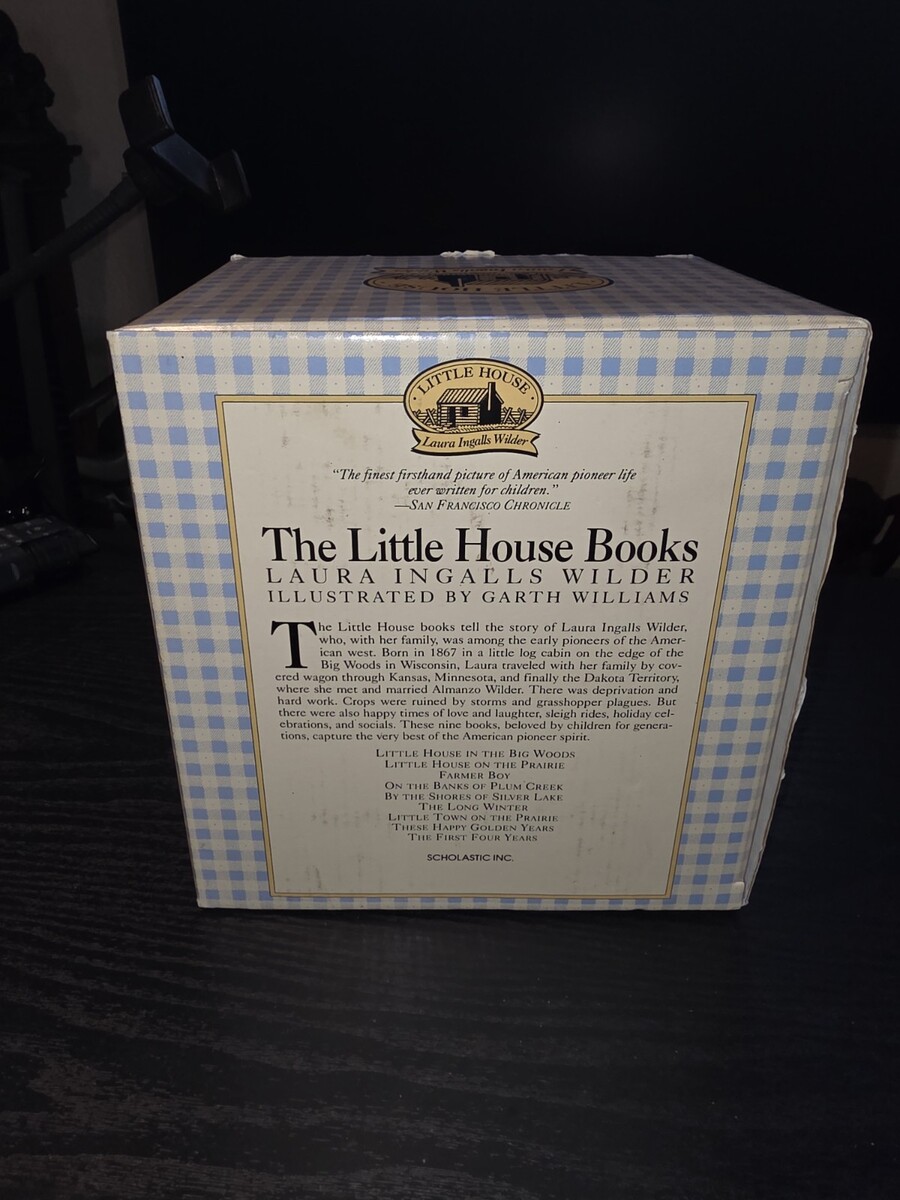 · LITTLE HOUSE ·
Laura Ingalls Wilder
“The finest firsthand picture of American pioneer life
ever written for children.”
—SAN FRANCISCO CHRONICLE
The Little House Books
LAURA INGALLS WILDER
ILLUSTRATED BY GARTH WILLIAMS
The Little House books tell the story of Laura Ingalls Wilder,
who, with her family, was among the early pioneers of the Amer-
ican west. Born in 1867 in a little log cabin on the edge of the
Big Woods in Wisconsin, Laura traveled with her family by cov-
ered wagon through Kansas, Minnesota, and finally the Dakota Territory,
where she met and married Almanzo Wilder. There was deprivation and
hard work. Crops were ruined by storms and grasshopper plagues. But
there were also happy times of love and laughter, sleigh rides, holiday cel-
ebrations, and socials. These nine books, beloved by children for genera-
tions, capture the very best of the American pioneer spirit.
LITTLE HOUSE IN THE BIG WOODS
LITTLE HOUSE ON THE PRAIRIE
FARMER BOY
ON THE BANKS OF PLUM CREEK
BY THE SHORES OF SILVER LAKE
THE LONG WINTER
LITTLE TOWN ON THE PRAIRIE
THESE HAPPY GOLDEN YEARS
THE FIRST FOUR YEARS
SCHOLASTIC INC.